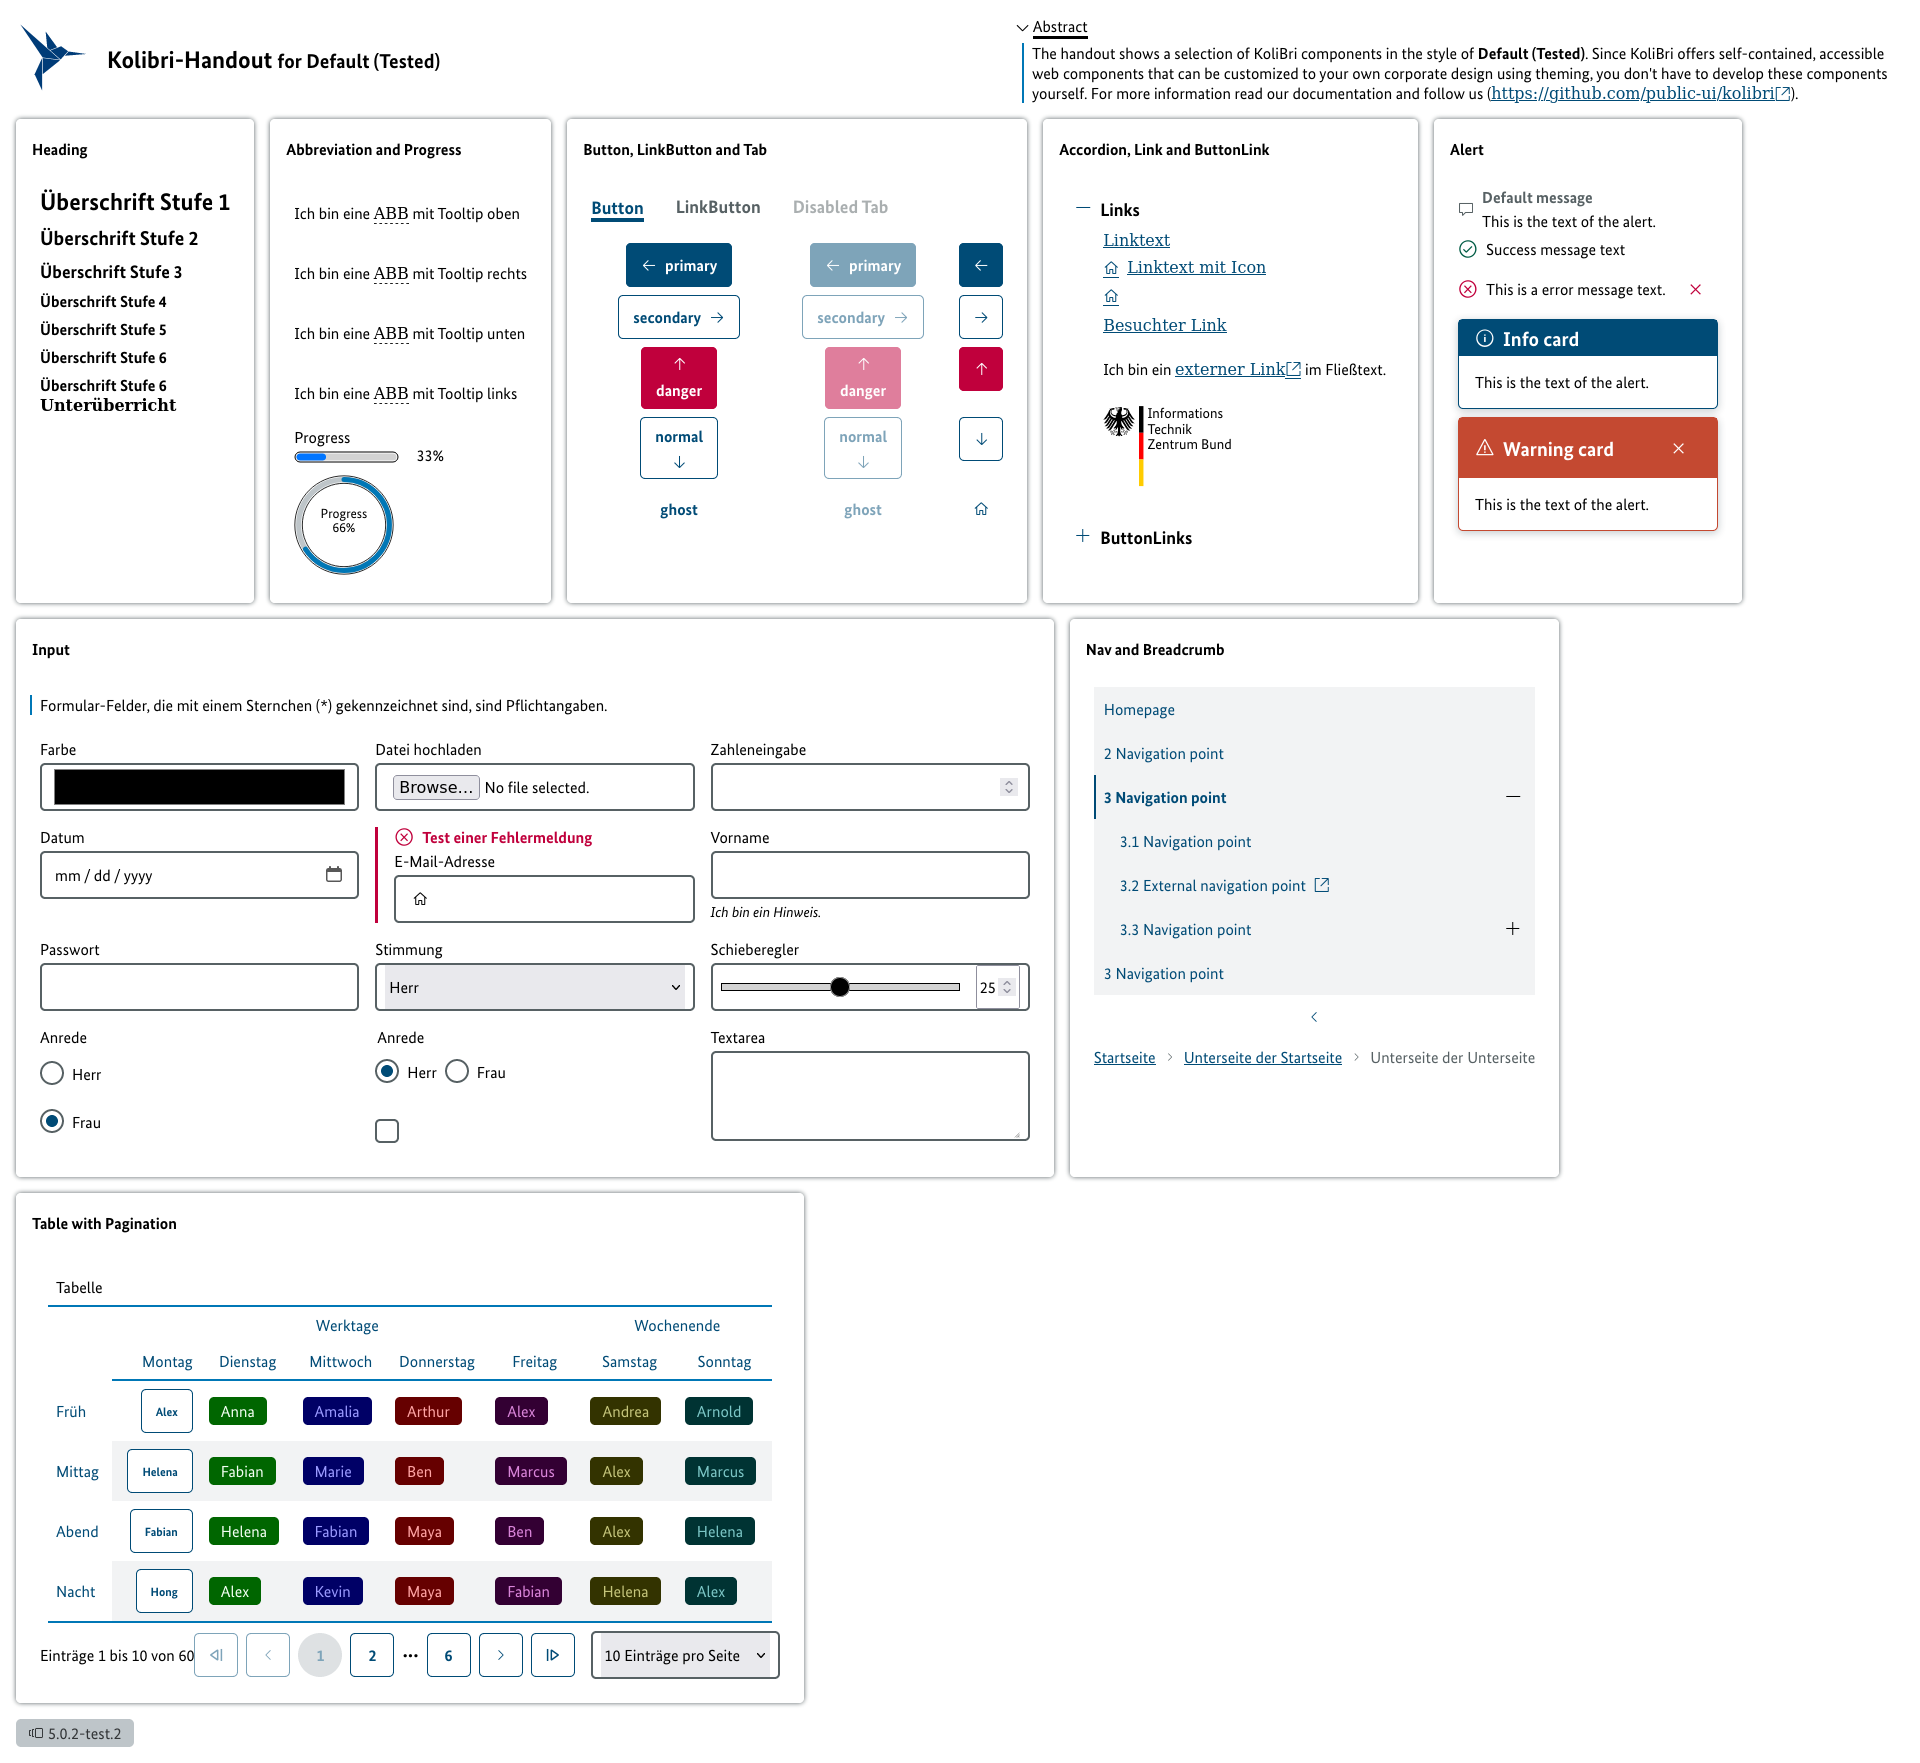 Kolibri-Handout for Default (Tested)
Abstract
The handout shows a selection of KoliBri components in the style of Default (Tested). Since KoliBri offers self-contained, accessible
web components that can be customized to your own corporate design using theming, you don't have to develop these components
yourself. For more information read our documentation and follow us (https://github.com/public-ui/kolibri).
Heading
Überschrift Stufe 1
Überschrift Stufe 2
Überschrift Stufe 3
Überschrift Stufe 4
Überschrift Stufe 5
Überschrift Stufe 6
Überschrift Stufe 6
Unterüberricht
Abbreviation and Progress
Ich bin eine ABB mit Tooltip oben
Ich bin eine ABB mit Tooltip rechts
Ich bin eine ABB mit Tooltip unten
Ich bin eine ABB mit Tooltip links
Progress
33%
Progress
66%
Button, LinkButton and Tab
Button LinkButton Disabled Tab
primary primary
secondary secondary
danger danger
normal normal
ghost ghost
Accordion, Link and ButtonLink
Links
Linktext
Linktext mit Icon
Besuchter Link
Ich bin ein externer Link im Fließtext.
Informations
Technik
Zentrum Bund
ButtonLinks
Alert
Default message
This is the text of the alert.
Success message text
This is a error message text.
Info card
This is the text of the alert.
Warning card
This is the text of the alert.
Input
Formular-Felder, die mit einem Sternchen (*) gekennzeichnet sind, sind Pflichtangaben.
Farbe
Datei hochladen
Browse... No file selected.
Zahleneingabe
Datum
mm / dd / yyyy
Test einer Fehlermeldung
E-Mail-Adresse
Vorname
Ich bin ein Hinweis.
Passwort
Stimmung
Herr
Schieberegler
25
Anrede
Herr
Frau
Anrede
Herr Frau
Textarea
Nav and Breadcrumb
Homepage
2 Navigation point
3 Navigation point
3.1 Navigation point
3.2 External navigation point
3.3 Navigation point
3 Navigation point
Startseite Unterseite der Startseite Unterseite der Unterseite
Table with Pagination
Tabelle
Werktage Wochenende
Montag Dienstag Mittwoch Donnerstag Freitag Samstag Sonntag
Früh Alex Anna Amalia Arthur Alex Andrea Arnold
Mittag Helena Fabian Marie Ben Marcus Alex Marcus
Abend Fabian Helena Fabian Maya Ben Alex Helena
Nacht Hong Alex Kevin Maya Fabian Helena Alex
Einträge 1 bis 10 von 60 1 2 ... 6 10 Einträge pro Seite
5.0.2-test.2